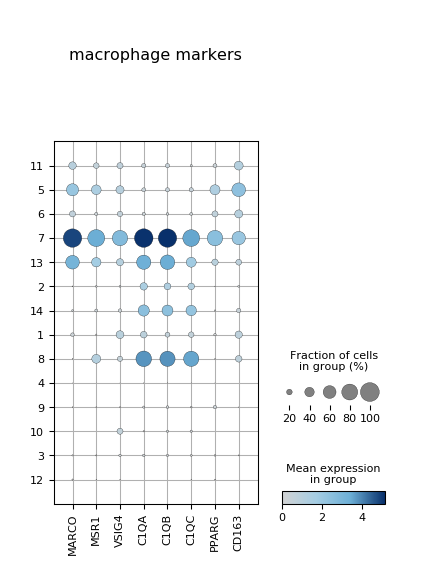 macrophage markers
11
5
6
7
13
2
14
1
8
4
9
10
3
12
MARCO
MSR1
VSIG4
C1QA
C1QB
C1QC
PPARG
CD163
Fraction of cells
in group (%)
20 40 60 80 100
Mean expression
in group
0 2 4